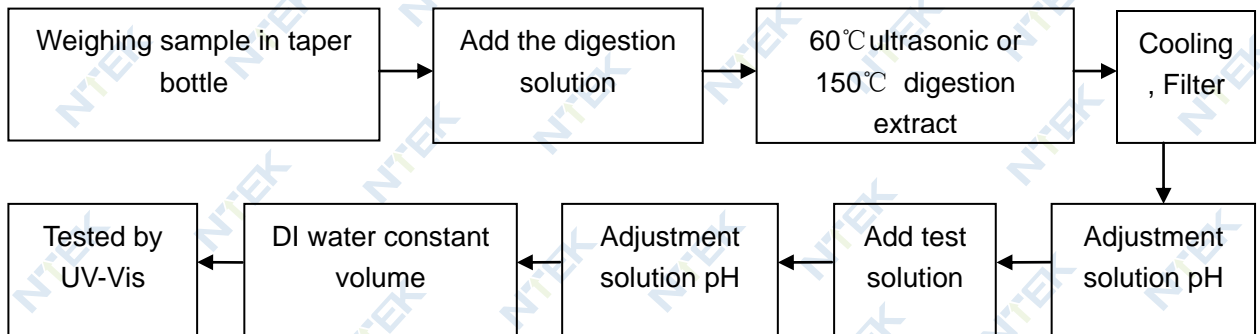 Weighing sample in taper
bottle
Add the digestion
solution
60℃ultrasonic or
150℃ digestion
extract
Cooling
, Filter
Adjustment
solution pH
Add test
solution
Adjustment
solution pH
DI water constant
volume
Tested by
UV-Vis
NTEK